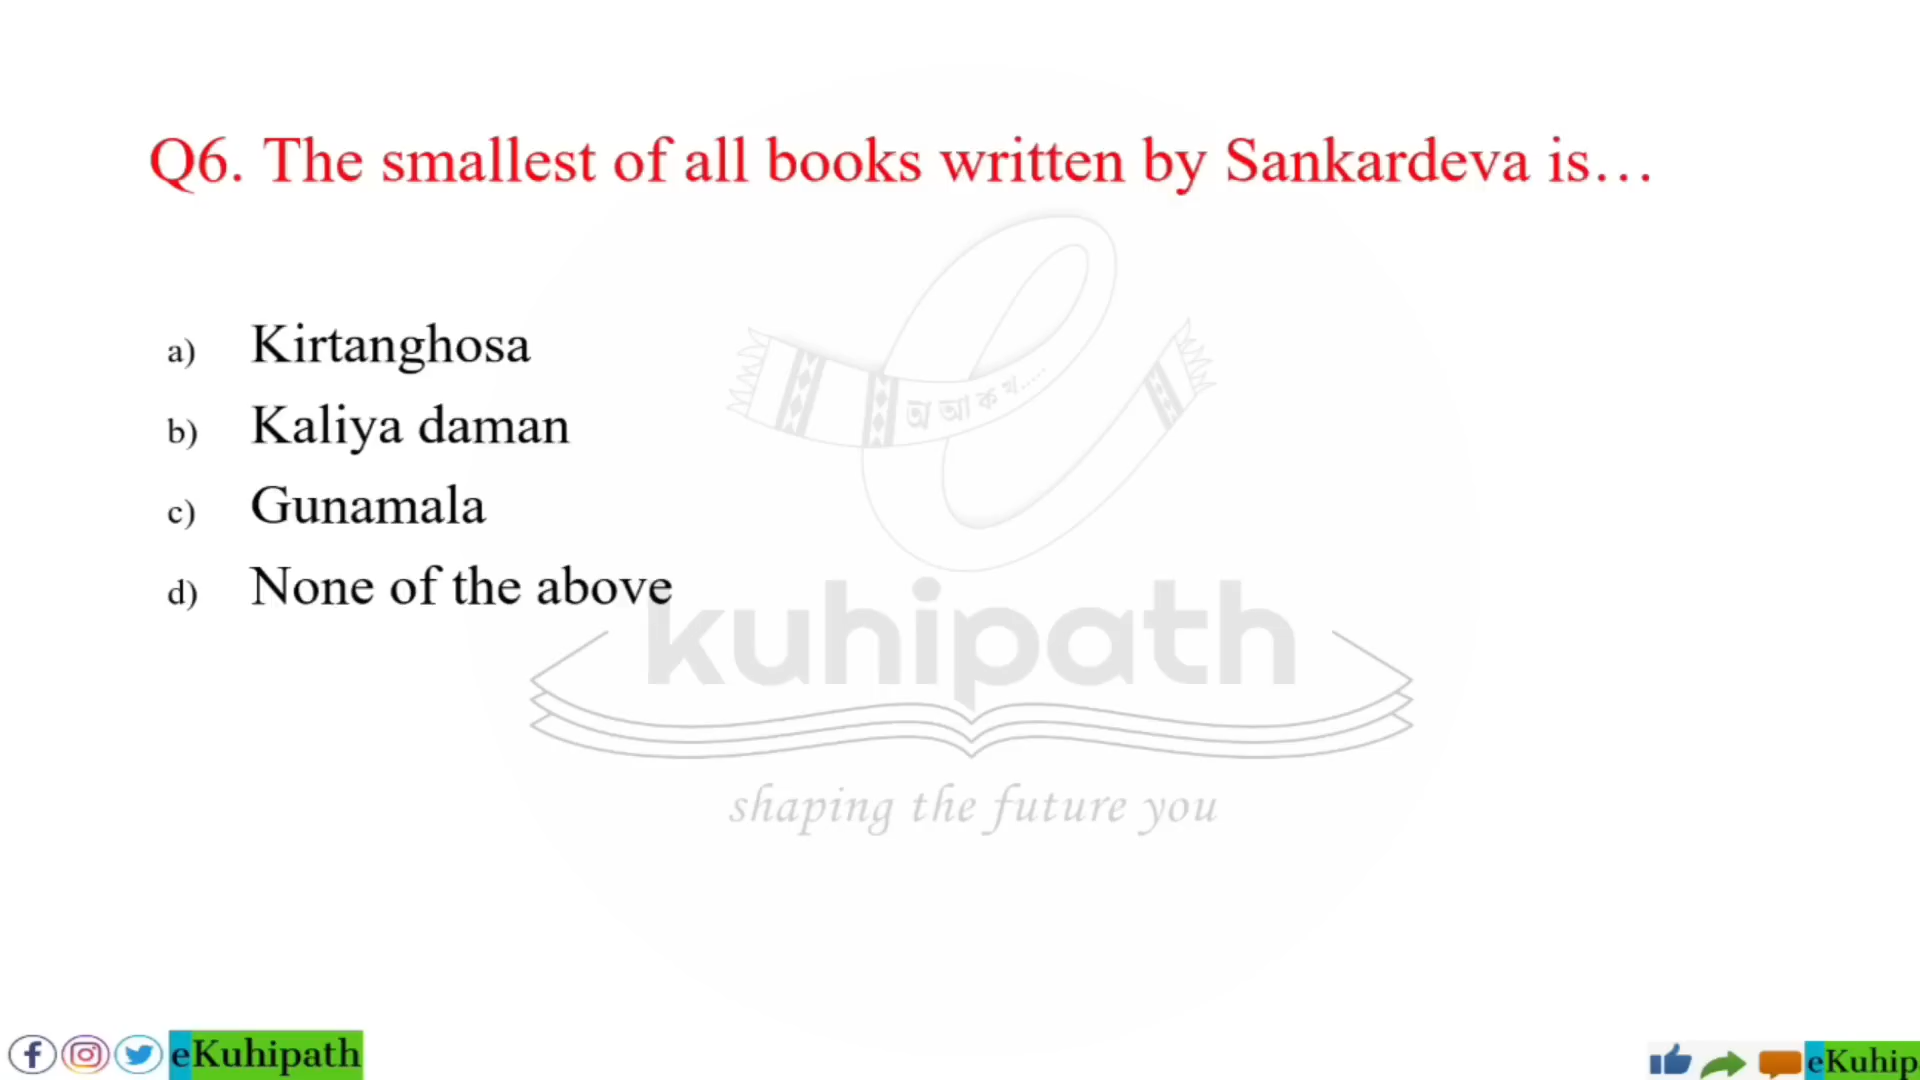 Q6. The smallest of all books written by Sankardeva is…
a) Kirtanghosa
b) Kaliya daman
c) Gunamala
d) None of the above
অ আ ক খ.....
kuhipath
shaping the future you
eKuhipath
eKuhip